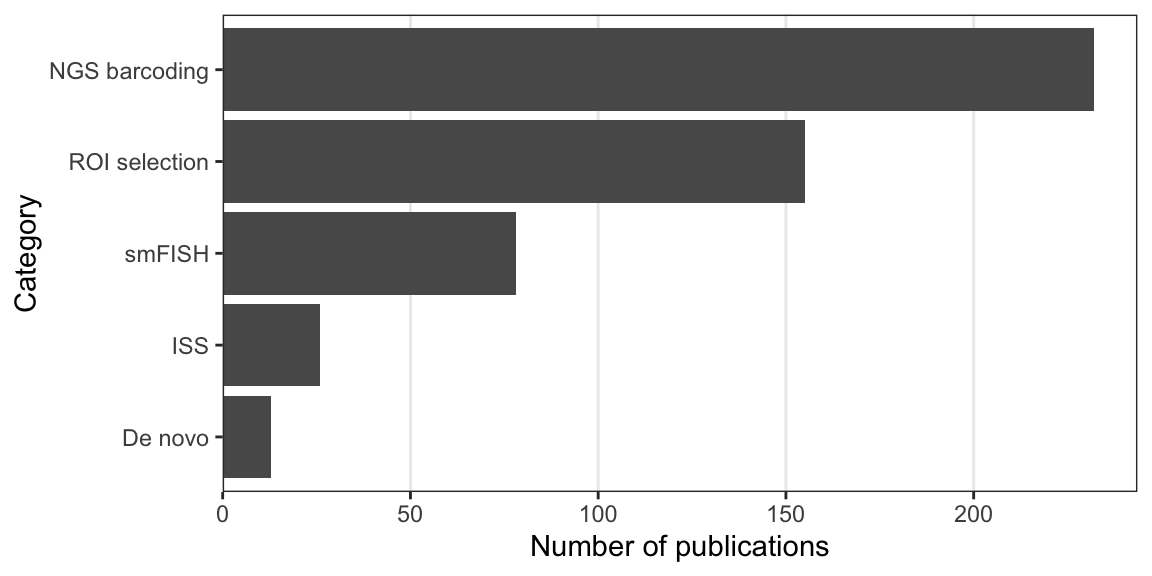 NGS barcoding
ROI selection
smFISH
ISS
De novo
Category
0 50 100 150 200
Number of publications